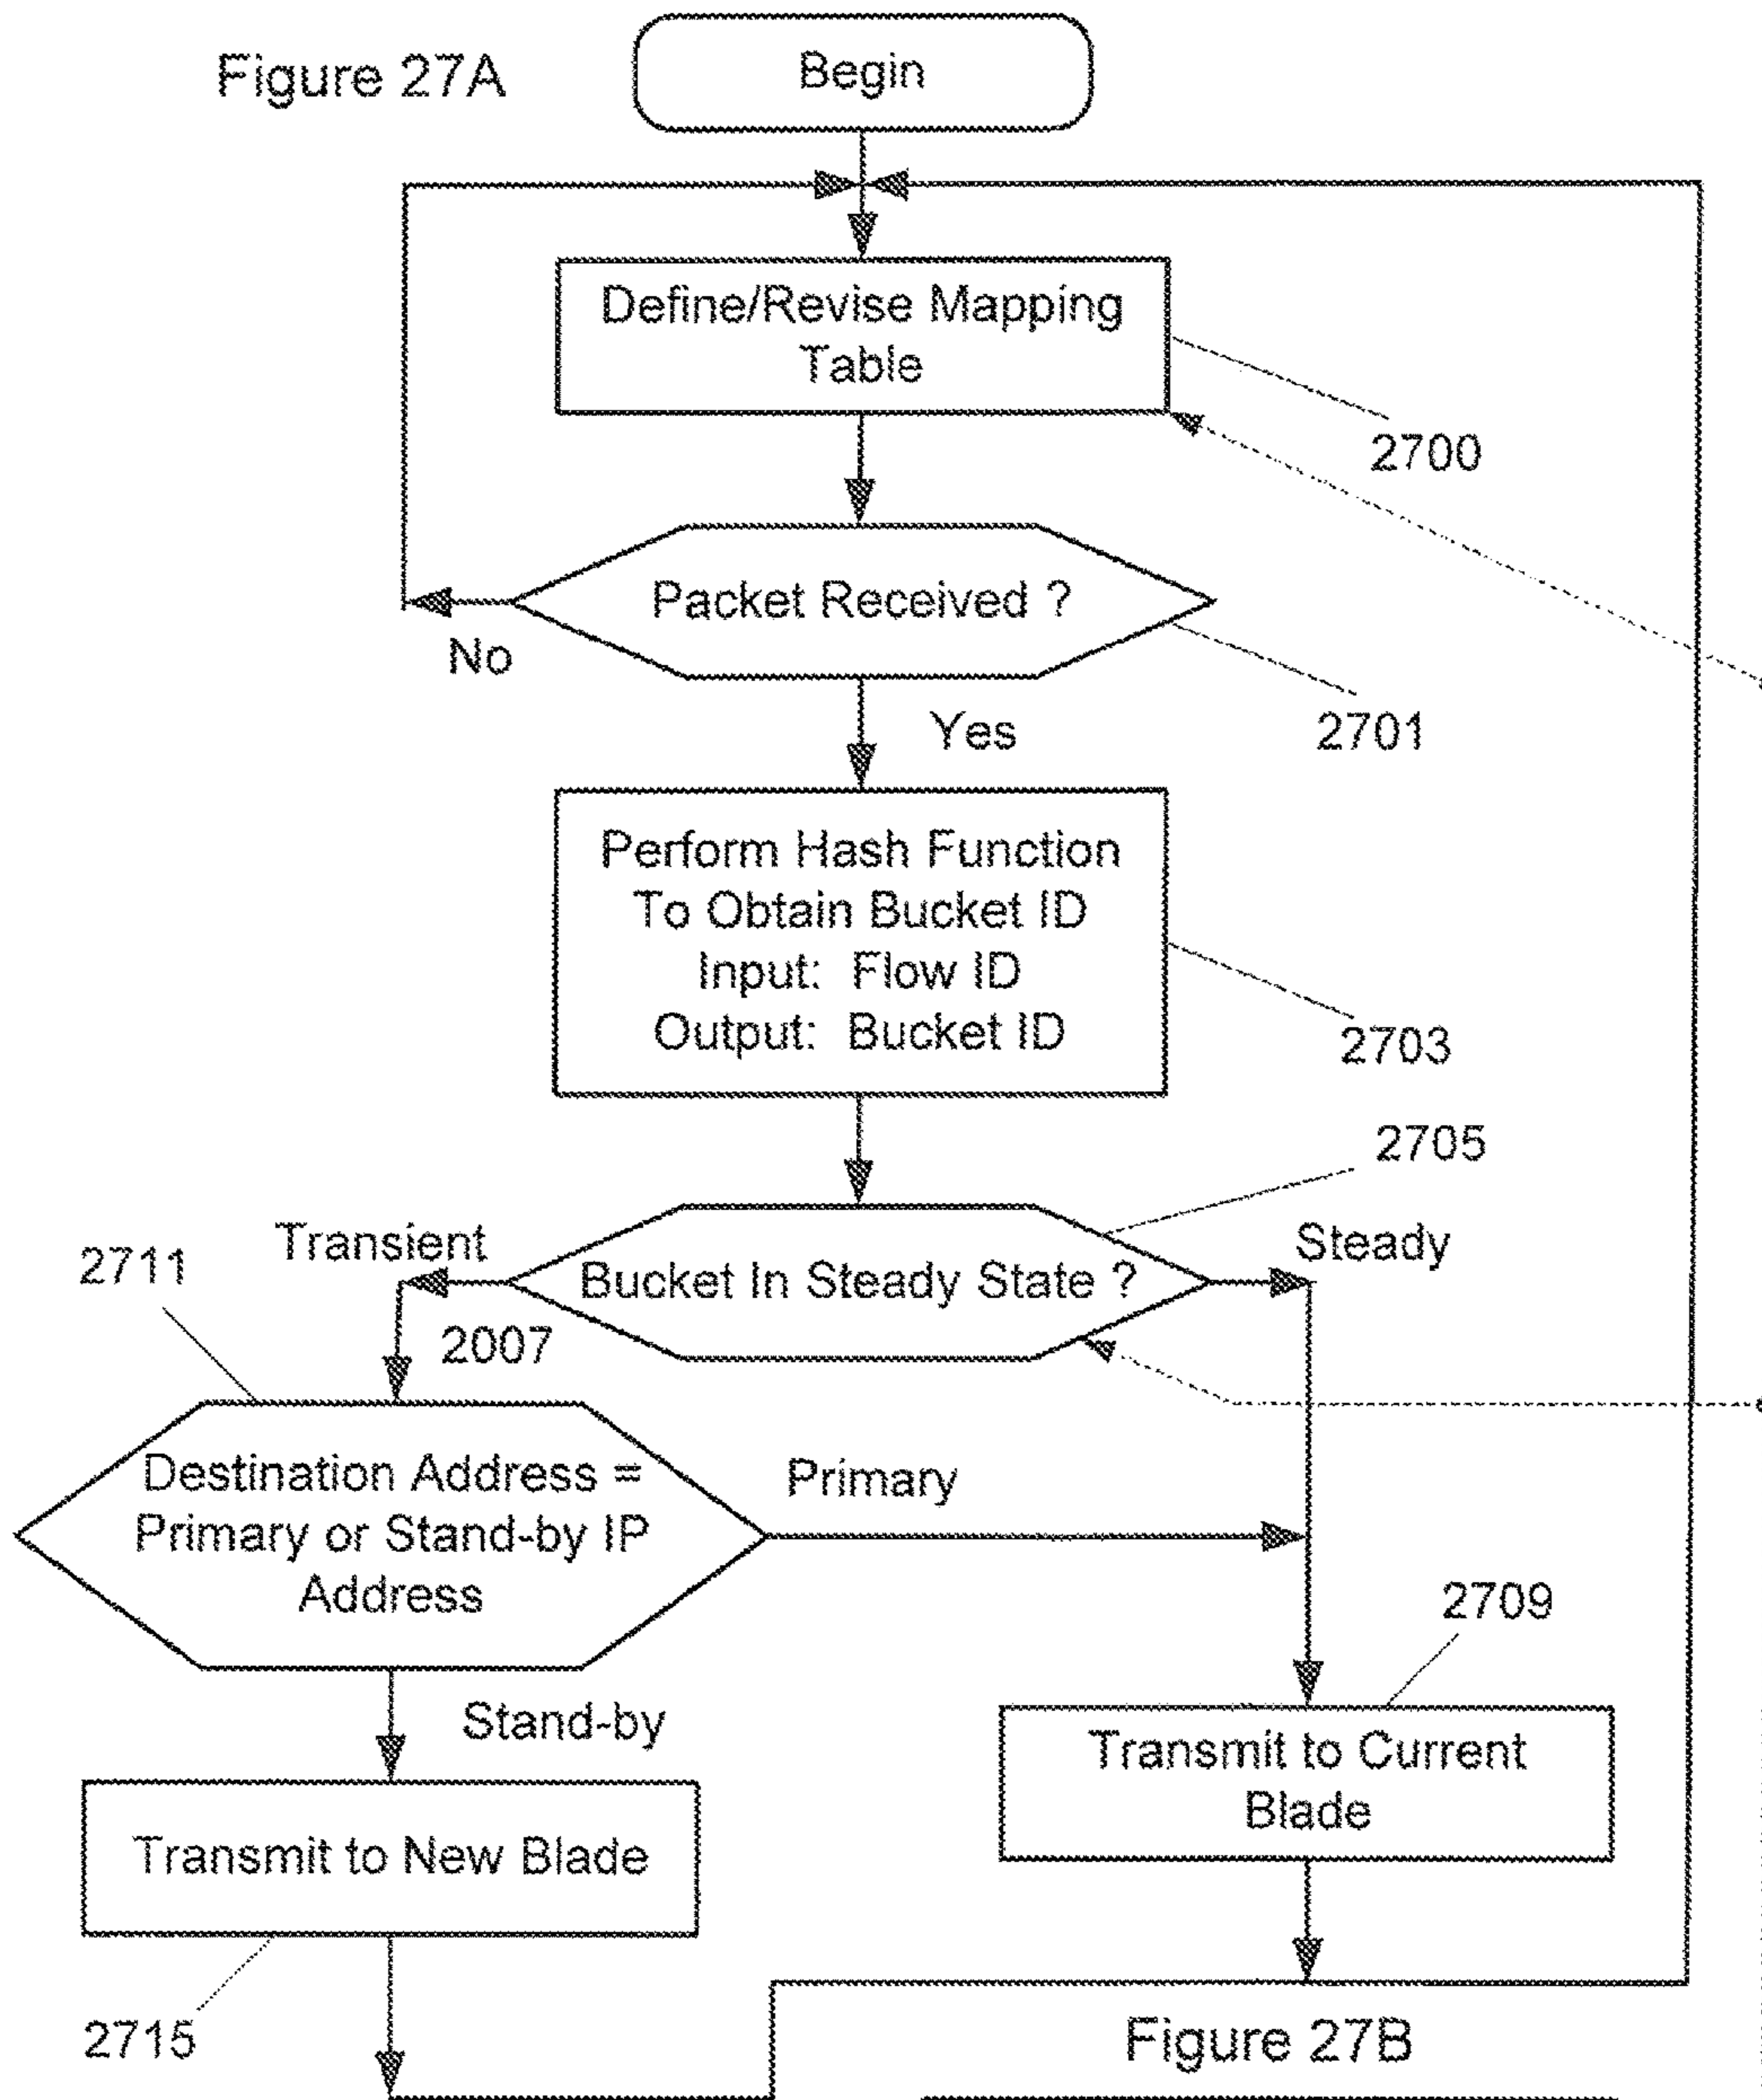 Figure 27A
Begin
Define/Revise Mapping
Table
2700
Packet Received ?
No
2701
Yes
Perform Hash Function
To Obtain Bucket ID
Input: Flow ID
Output: Bucket ID
2703
2705
Transient
Steady
2711
Bucket In Steady State ?
2007
Destination Address =
Primary or Stand-by IP
Address
Primary
2709
Stand-by
Transmit to Current
Blade
Transmit to New Blade
2715
Figure 27B